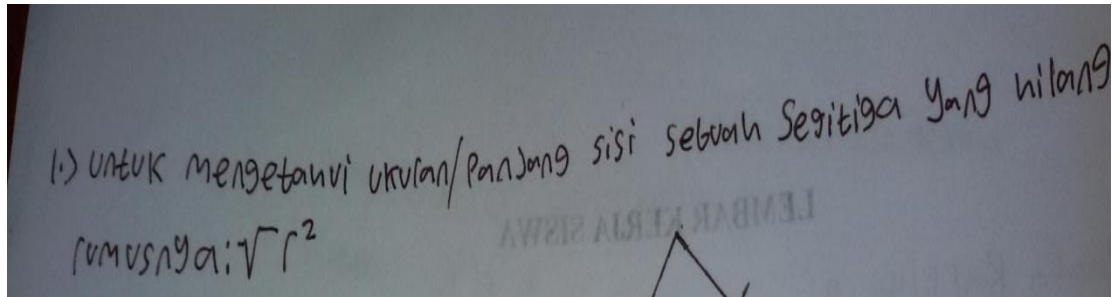 1.) Untuk mengetahui ukuran/panjang sisi sebuah segitiga yang hilang
rumusnya: √r²
LEMBAR KERJA SISWA